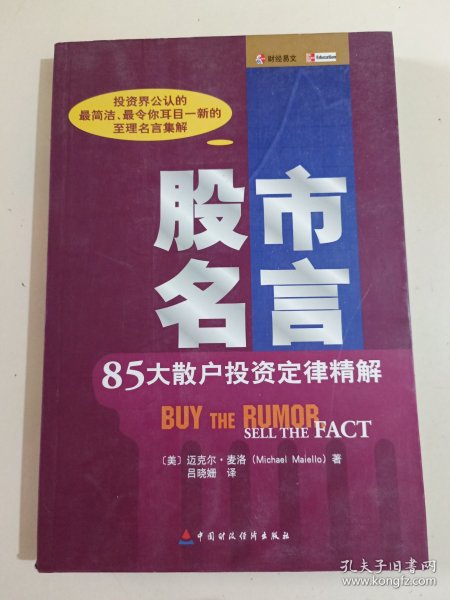 财经易文 Education
投资界公认的
最简洁、最令你耳目一新的
至理名言集解
股市
名言
85大散户投资定律精解
BUY THE RUMOR
SELL THE FACT
〔美〕迈克尔·麦洛（Michael Maiello）著
吕晓姗 译
中国财政经济出版社
孔夫子旧书网
www.kongfz.com